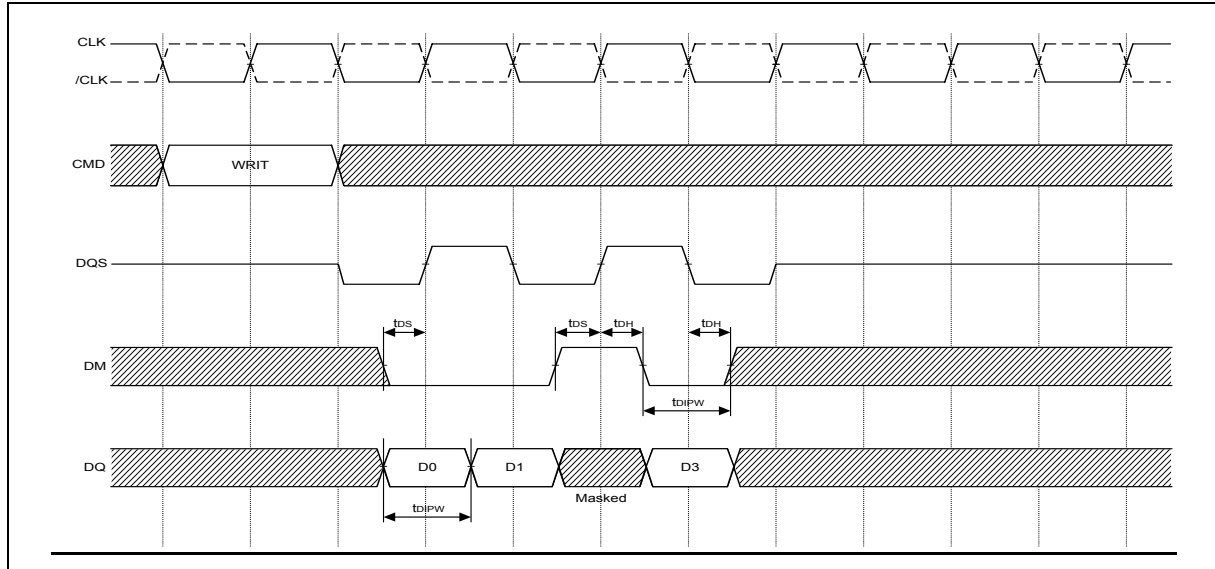 CLK
/CLK
CMD
WRIT
DQS
tDS
tDS
tDH
tDH
DM
tDIPW
DQ
D0
D1
D3
Masked
tDIPW